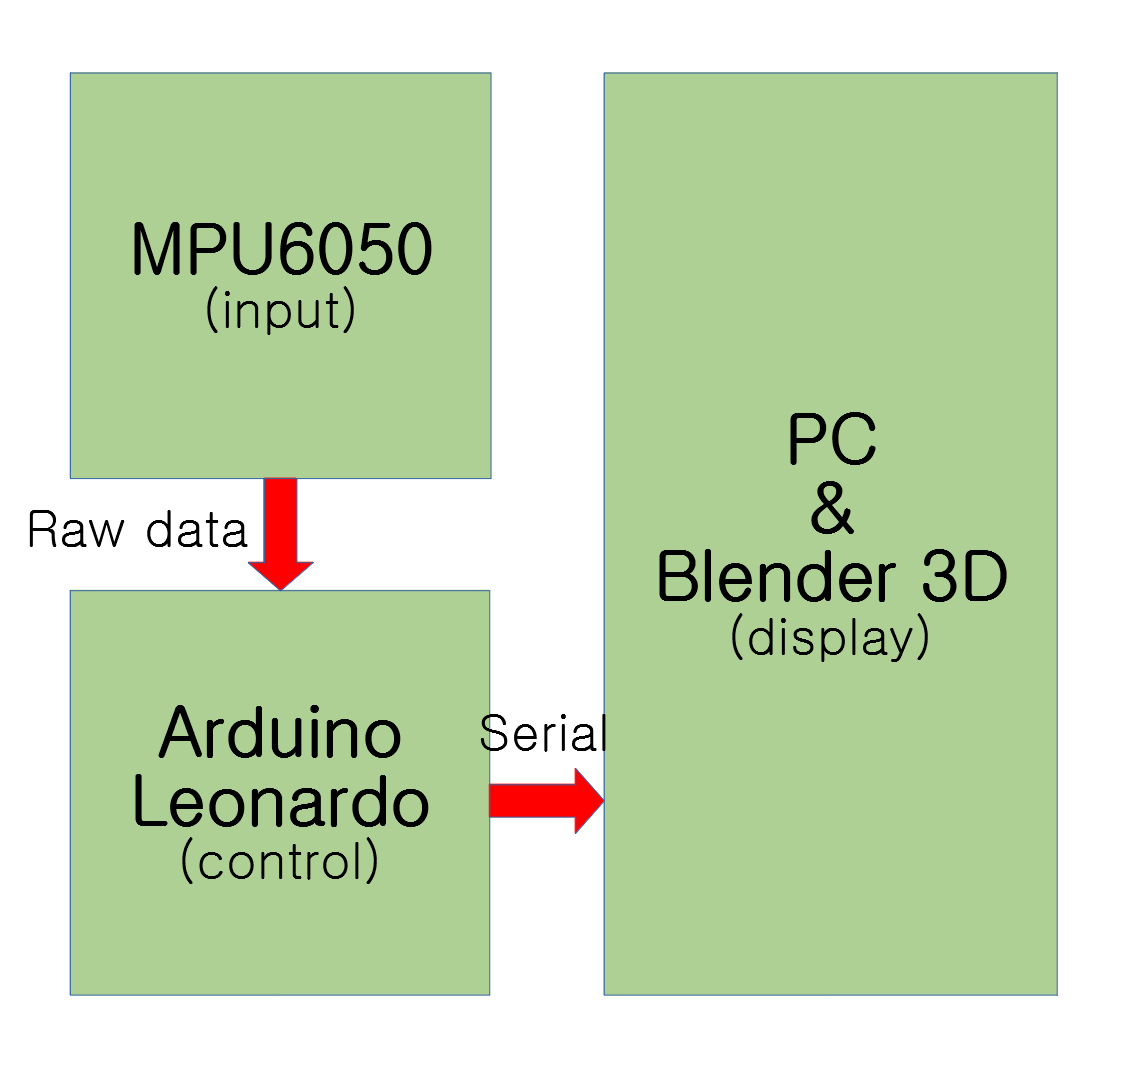 MPU6050
(input)
Raw data
Arduino
Leonardo
(control)
Serial
PC
&
Blender 3D
(display)